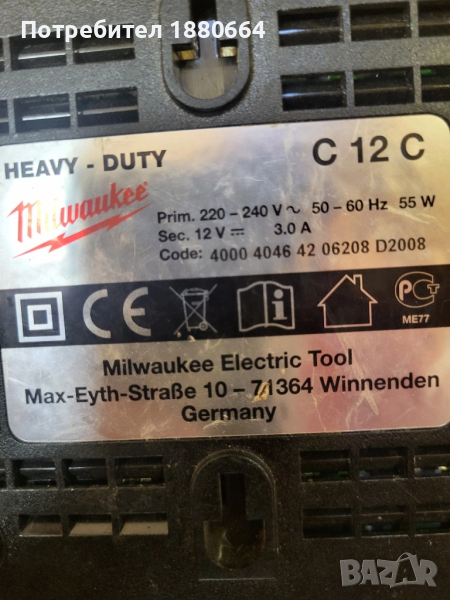 Потребител 1880664
HEAVY - DUTY
C 12 C
Milwaukee
Prim. 220 – 240 V ~ 50 – 60 Hz 55 W
Sec. 12 V ⎓ 3.0 A
Code: 4000 4046 42 06208 D2008
CE
i
РСт
ME77
Milwaukee Electric Tool
Max-Eyth-Straße 10 – 71364 Winnenden
Germany
BAZAR